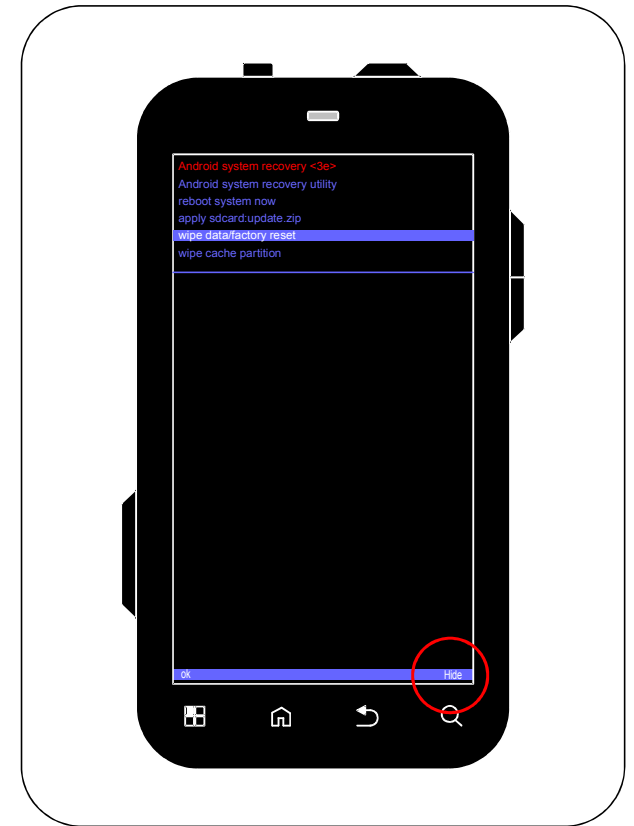 Android system recovery <3e>
Android system recovery utility
reboot system now
apply sdcard:update.zip
wipe data/factory reset
wipe cache partition
ok Hide